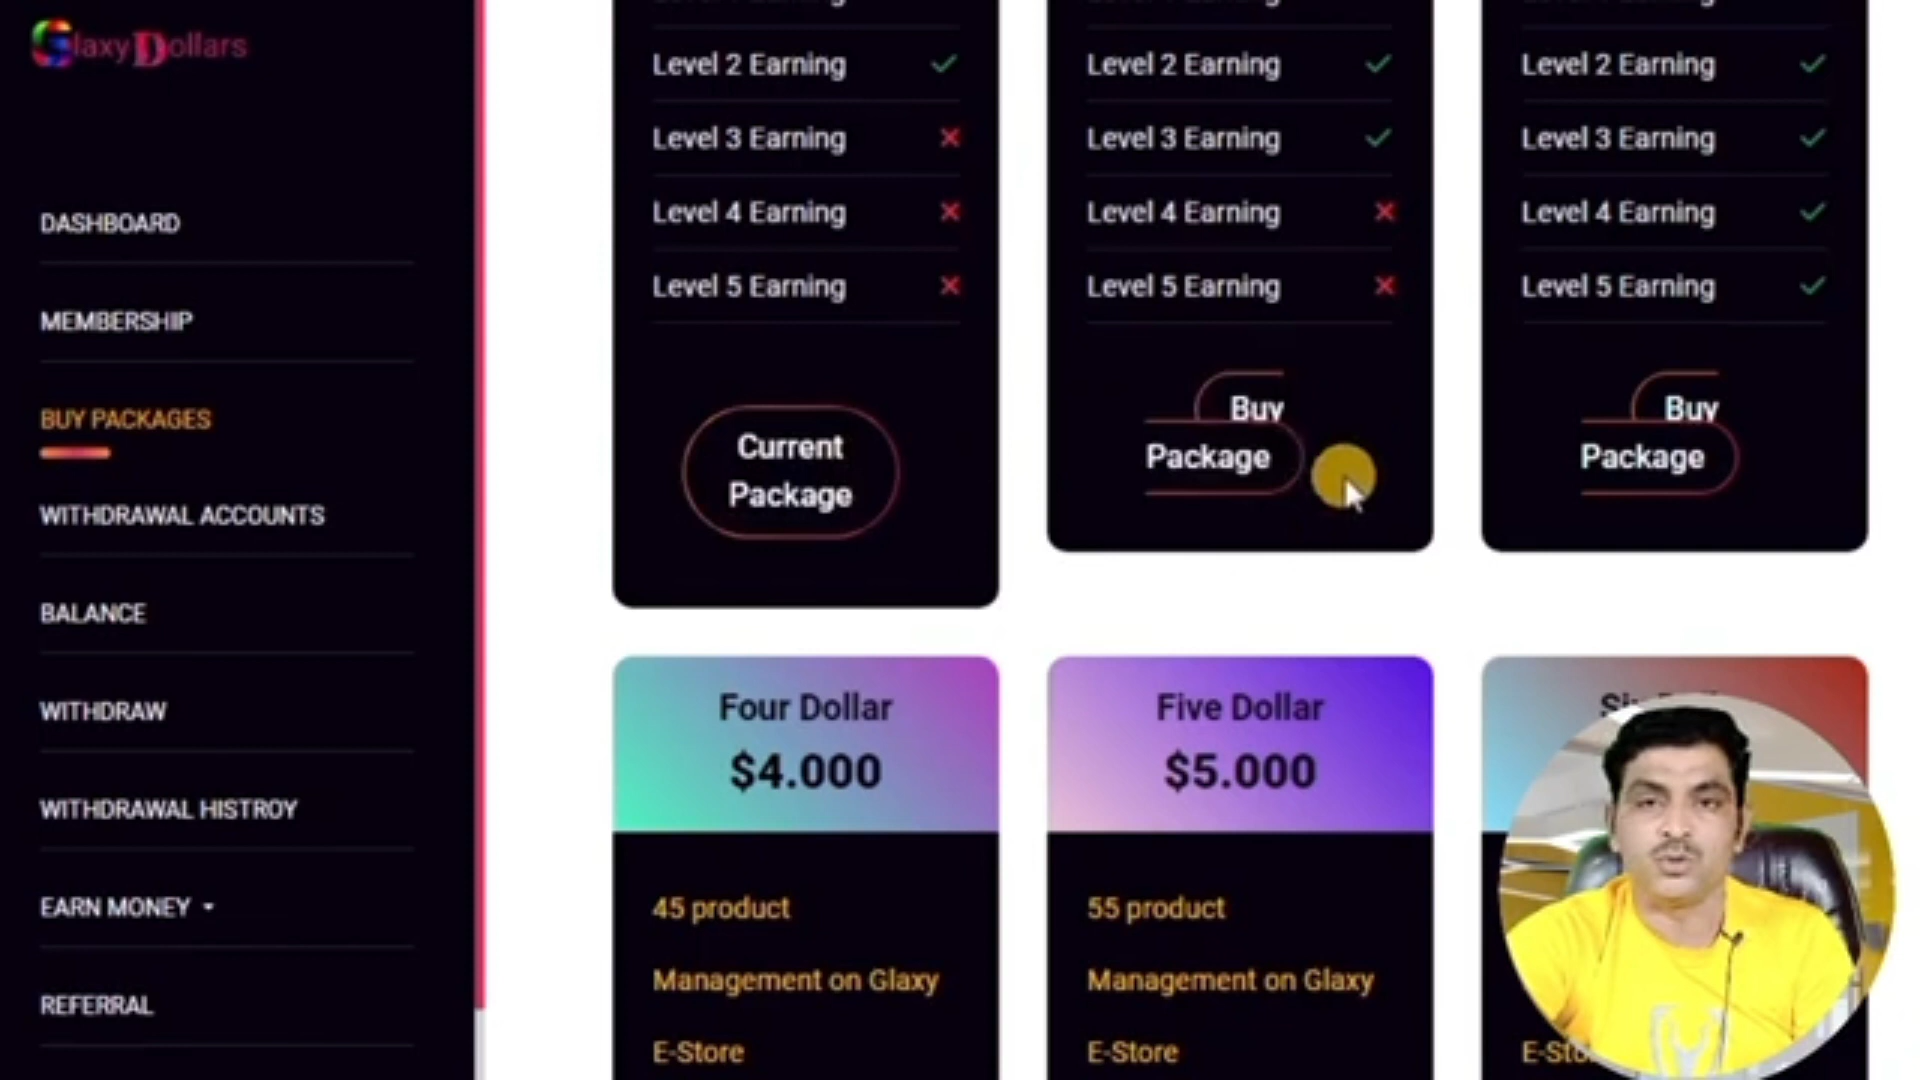 Glaxy Dollars
DASHBOARD
MEMBERSHIP
BUY PACKAGES
WITHDRAWAL ACCOUNTS
BALANCE
WITHDRAW
WITHDRAWAL HISTROY
EARN MONEY
REFERRAL
Level 2 Earning
Level 3 Earning
Level 4 Earning
Level 5 Earning
Current
Package
Level 2 Earning
Level 3 Earning
Level 4 Earning
Level 5 Earning
Buy
Package
Level 2 Earning
Level 3 Earning
Level 4 Earning
Level 5 Earning
Buy
Package
Four Dollar
$4.000
45 product
Management on Glaxy
E-Store
Five Dollar
$5.000
55 product
Management on Glaxy
E-Store